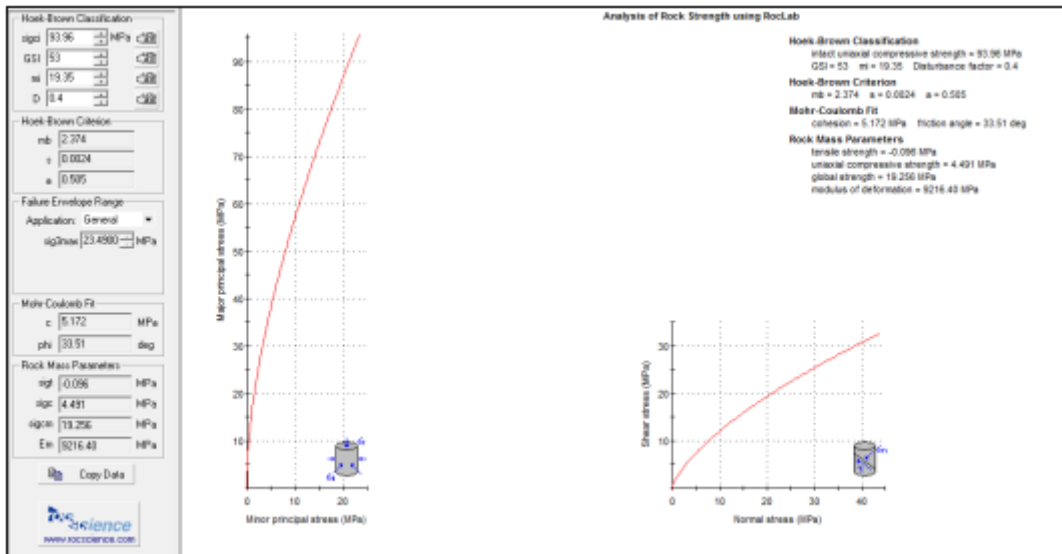 Hoek-Brown Classification
sigci 93.96 MPa
GSI 53
mi 19.35
D 0.4
Hoek-Brown Criterion
mb 2.374
s 0.0024
a 0.505
Failure Envelope Range
Application: General
sig3max 23.4900 MPa
Mohr-Coulomb Fit
c 5.172 MPa
phi 33.51 deg
Rock Mass Parameters
sigt -0.096 MPa
sigc 4.491 MPa
sigcm 19.256 MPa
Em 9216.40 MPa
Copy Data
rocscience
www.rocscience.com
Analysis of Rock Strength using RocLab
Hoek-Brown Classification
intact uniaxial compressive strength = 93.96 MPa
GSI = 53 mi = 19.35 Disturbance factor = 0.4
Hoek-Brown Criterion
mb = 2.374 s = 0.0024 a = 0.505
Mohr-Coulomb Fit
cohesion = 5.172 MPa friction angle = 33.51 deg
Rock Mass Parameters
tensile strength = -0.096 MPa
uniaxial compressive strength = 4.491 MPa
global strength = 19.256 MPa
modulus of deformation = 9216.40 MPa
Major principal stress (MPa)
90
80
70
60
50
40
30
20
10
0 10 20
Minor principal stress (MPa)
Shear stress (MPa)
30
20
10
0 10 20 30 40
Normal stress (MPa)